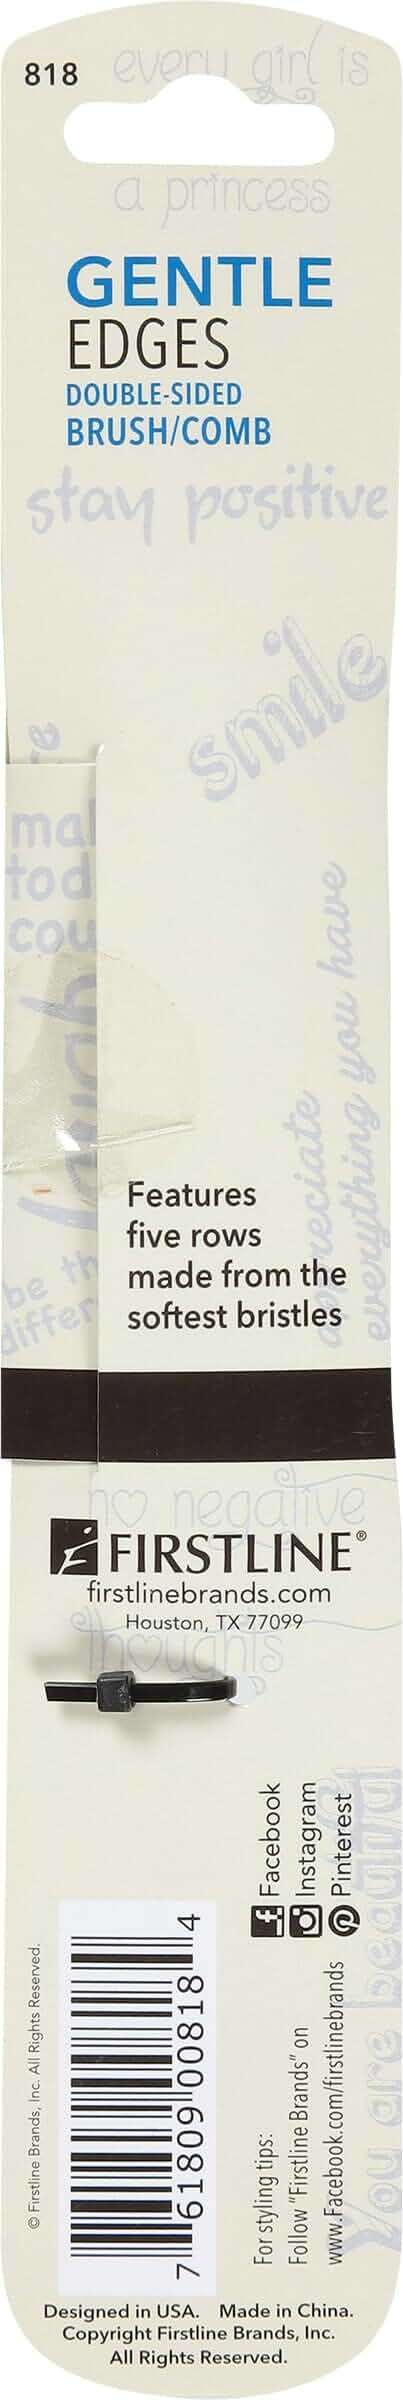 818
every girl is
a princess
GENTLE
EDGES
DOUBLE-SIDED
BRUSH/COMB
stay positive
smile
appreciate
everything you have
Features
five rows
made from the
softest bristles
no negative
thoughts
FIRSTLINE®
firstlinebrands.com
Houston, TX 77099
Facebook
Instagram
Pinterest
For styling tips:
Follow "Firstline Brands" on
www.Facebook.com/firstlinebrands
You are beautiful
© Firstline Brands, Inc. All Rights Reserved.
7 61809 00818 4
Designed in USA. Made in China.
Copyright Firstline Brands, Inc.
All Rights Reserved.